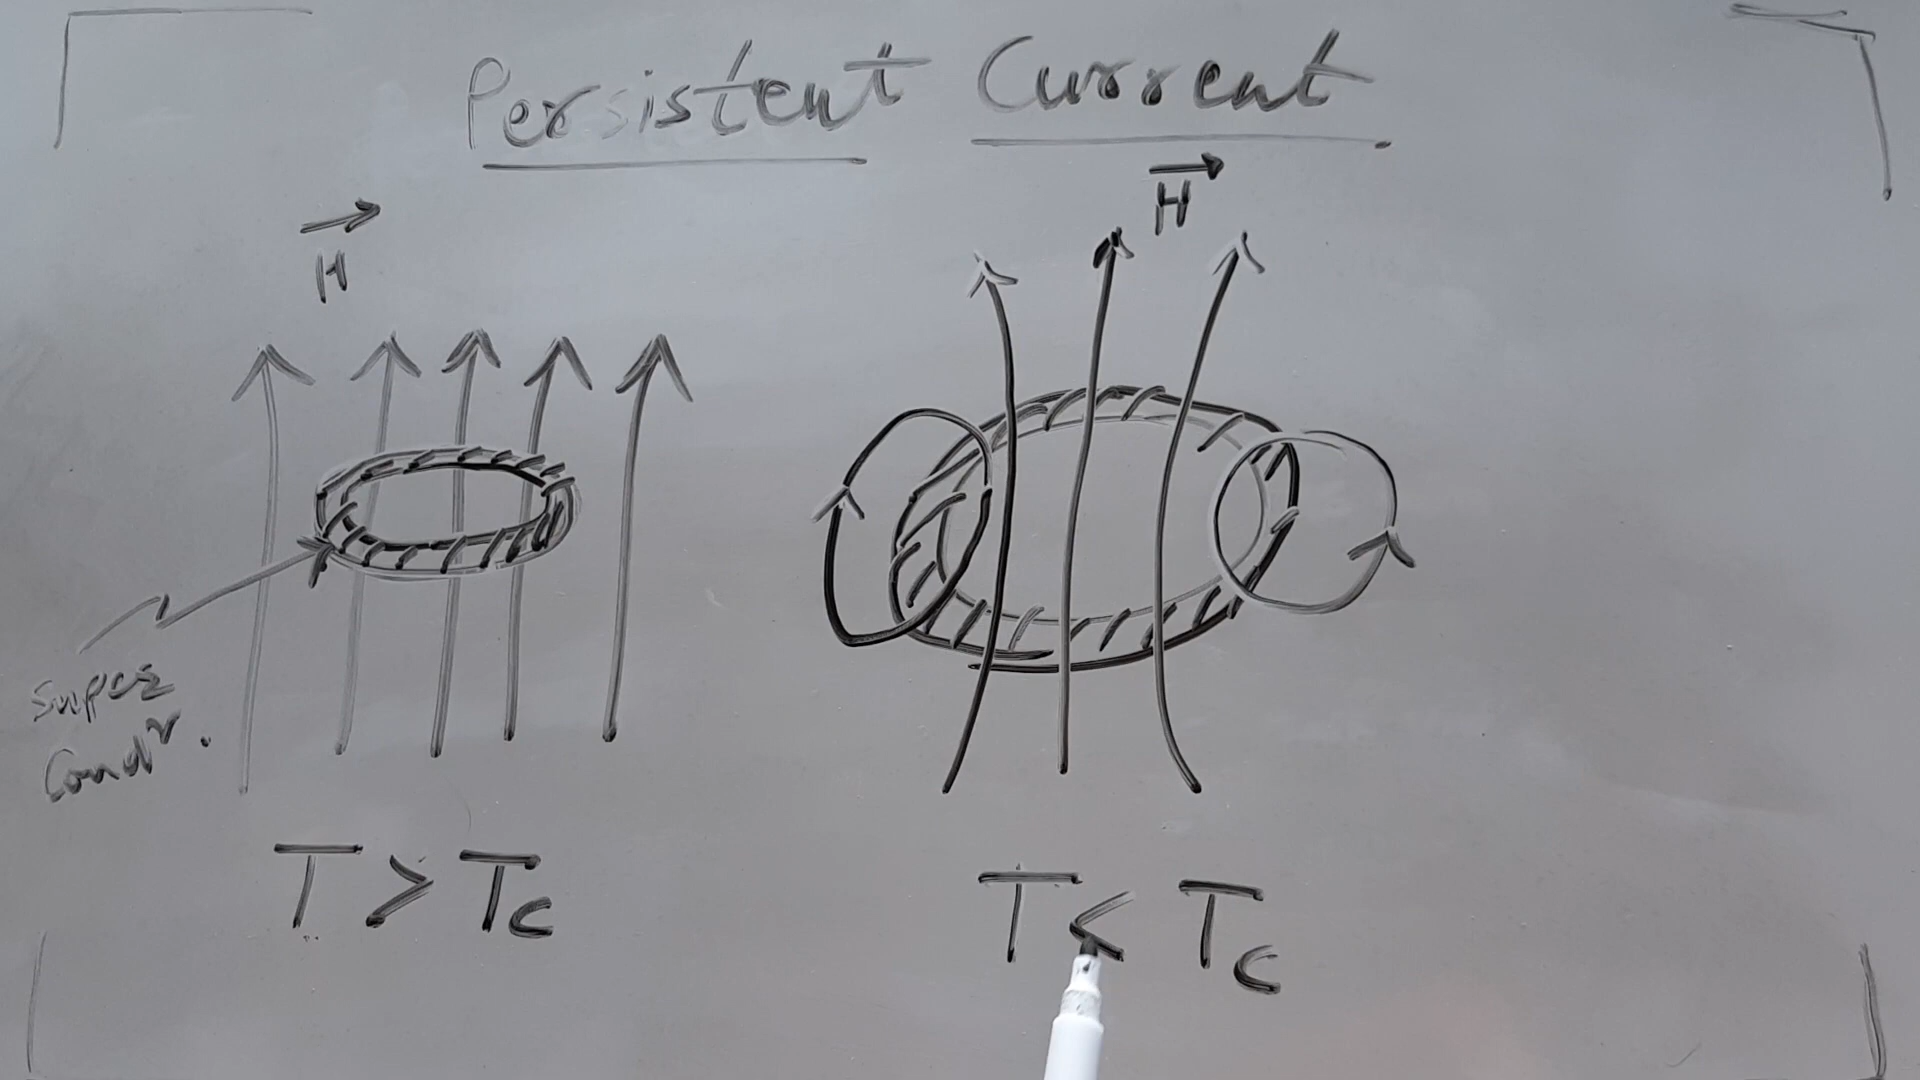 Persistent Current
H
H
Super
Condr.
T > Tc
T < Tc